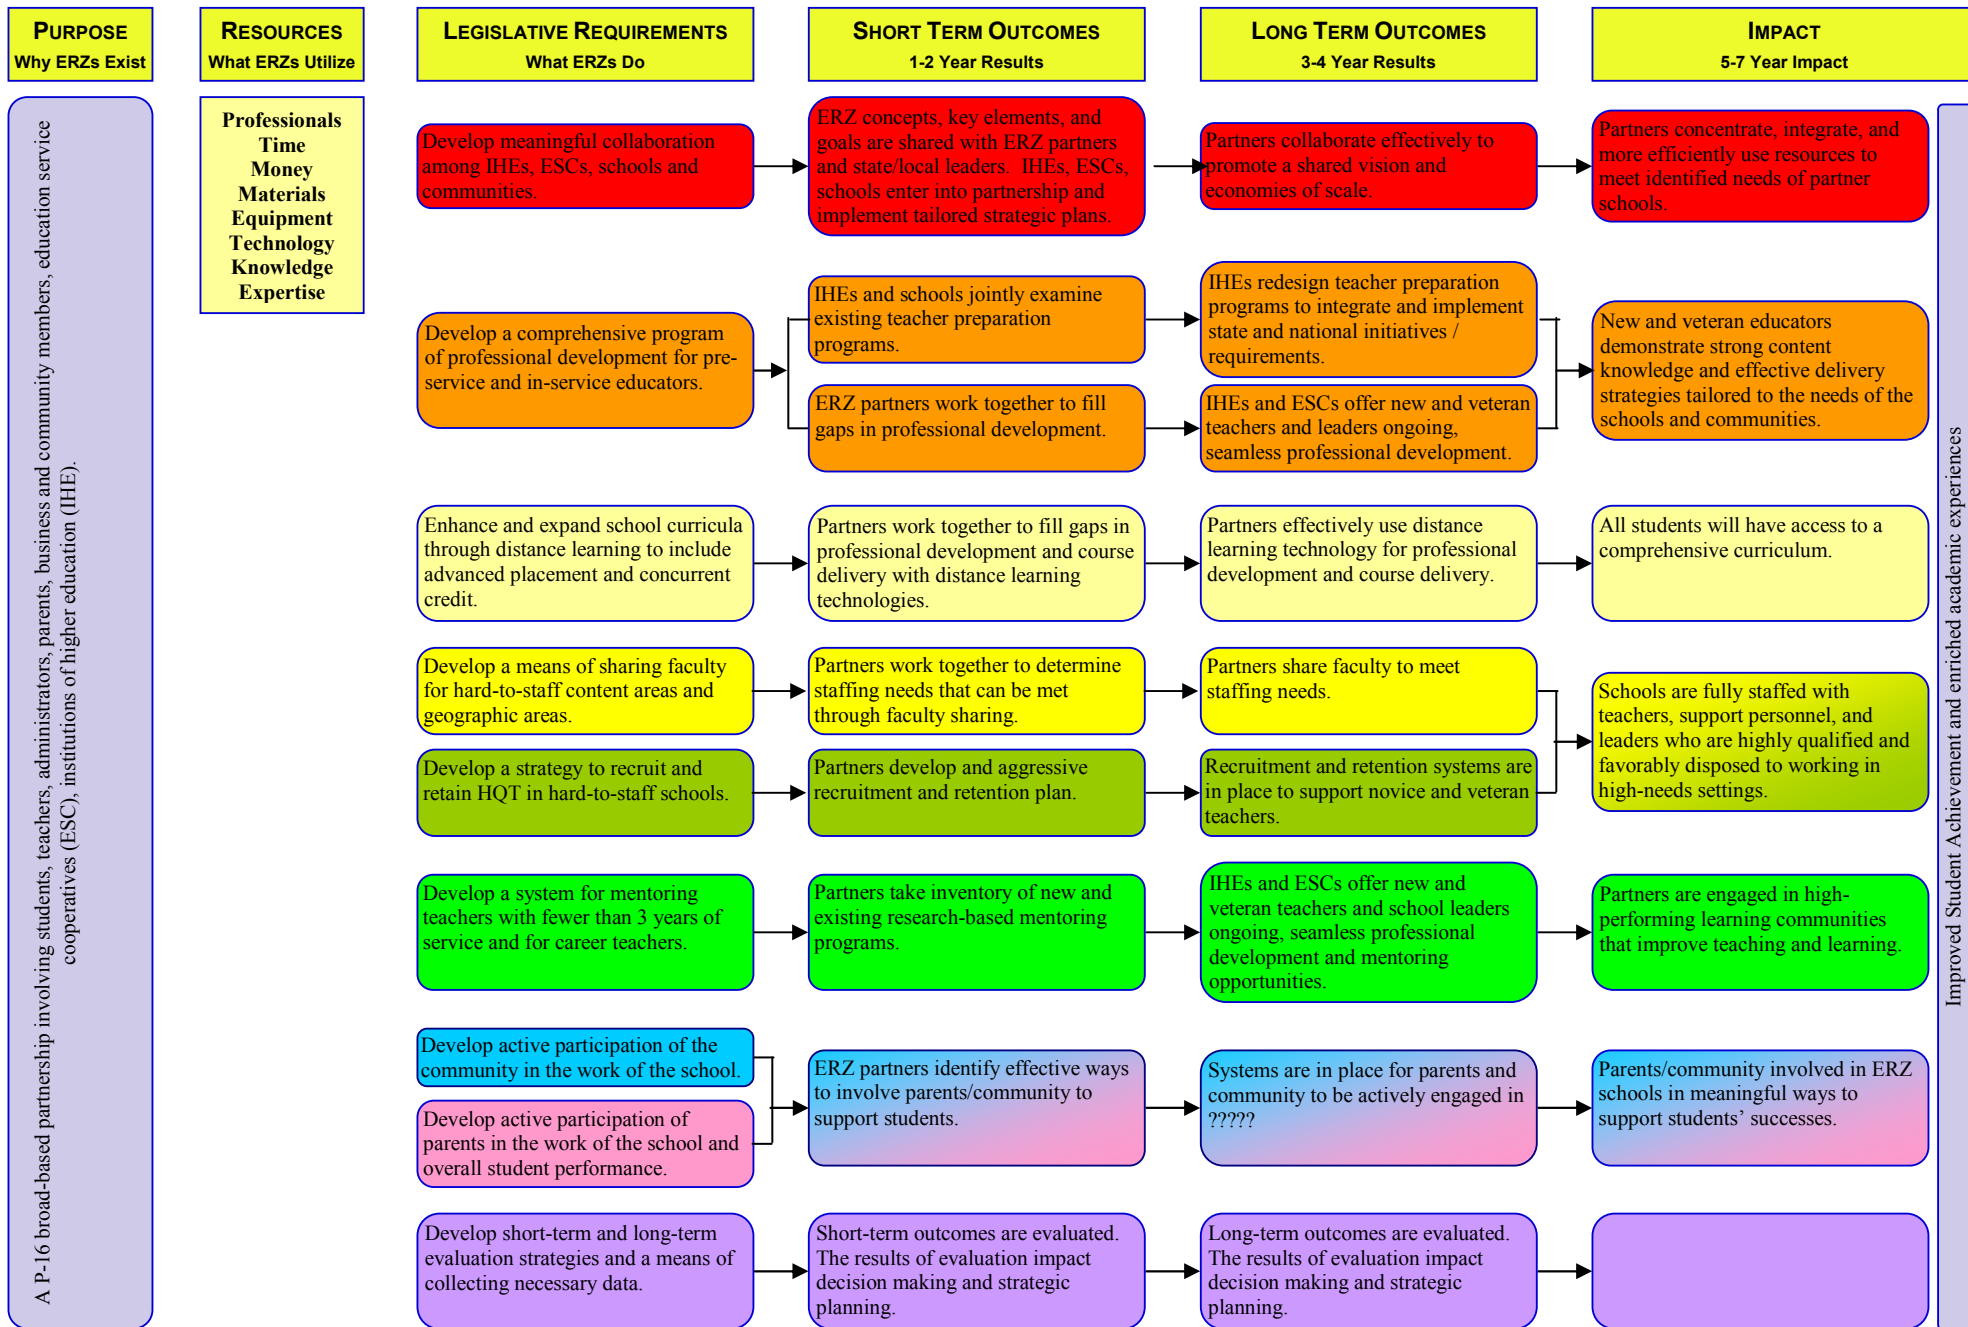 PURPOSE
Why ERZs Exist
RESOURCES
What ERZs Utilize
LEGISLATIVE REQUIREMENTS
What ERZs Do
SHORT TERM OUTCOMES
1-2 Year Results
LONG TERM OUTCOMES
3-4 Year Results
IMPACT
5-7 Year Impact
A P-16 broad-based partnership involving students, teachers, administrators, parents, business and community members, education service
cooperatives (ESC), institutions of higher education (IHE).
Professionals
Time
Money
Materials
Equipment
Technology
Knowledge
Expertise
Develop meaningful collaboration
among IHEs, ESCs, schools and
communities.
ERZ concepts, key elements, and
goals are shared with ERZ partners
and state/local leaders.  IHEs, ESCs,
schools enter into partnership and
implement tailored strategic plans.
Partners collaborate effectively to
promote a shared vision and
economies of scale.
Partners concentrate, integrate, and
more efficiently use resources to
meet identified needs of partner
schools.
Develop a comprehensive program
of professional development for pre-
service and in-service educators.
IHEs and schools jointly examine
existing teacher preparation
programs.
IHEs redesign teacher preparation
programs to integrate and implement
state and national initiatives /
requirements.
ERZ partners work together to fill
gaps in professional development.
IHEs and ESCs offer new and veteran
teachers and leaders ongoing,
seamless professional development.
New and veteran educators
demonstrate strong content
knowledge and effective delivery
strategies tailored to the needs of the
schools and communities.
Enhance and expand school curricula
through distance learning to include
advanced placement and concurrent
credit.
Partners work together to fill gaps in
professional development and course
delivery with distance learning
technologies.
Partners effectively use distance
learning technology for professional
development and course delivery.
All students will have access to a
comprehensive curriculum.
Develop a means of sharing faculty
for hard-to-staff content areas and
geographic areas.
Partners work together to determine
staffing needs that can be met
through faculty sharing.
Partners share faculty to meet
staffing needs.
Develop a strategy to recruit and
retain HQT in hard-to-staff schools.
Partners develop and aggressive
recruitment and retention plan.
Recruitment and retention systems are
in place to support novice and veteran
teachers.
Schools are fully staffed with
teachers, support personnel, and
leaders who are highly qualified and
favorably disposed to working in
high-needs settings.
Develop a system for mentoring
teachers with fewer than 3 years of
service and for career teachers.
Partners take inventory of new and
existing research-based mentoring
programs.
IHEs and ESCs offer new and
veteran teachers and school leaders
ongoing, seamless professional
development and mentoring
opportunities.
Partners are engaged in high-
performing learning communities
that improve teaching and learning.
Develop active participation of the
community in the work of the school.
Develop active participation of
parents in the work of the school and
overall student performance.
ERZ partners identify effective ways
to involve parents/community to
support students.
Systems are in place for parents and
community to be actively engaged in
?????
Parents/community involved in ERZ
schools in meaningful ways to
support students’ successes.
Develop short-term and long-term
evaluation strategies and a means of
collecting necessary data.
Short-term outcomes are evaluated.
The results of evaluation impact
decision making and strategic
planning.
Long-term outcomes are evaluated.
The results of evaluation impact
decision making and strategic
planning.
Improved Student Achievement and enriched academic experiences